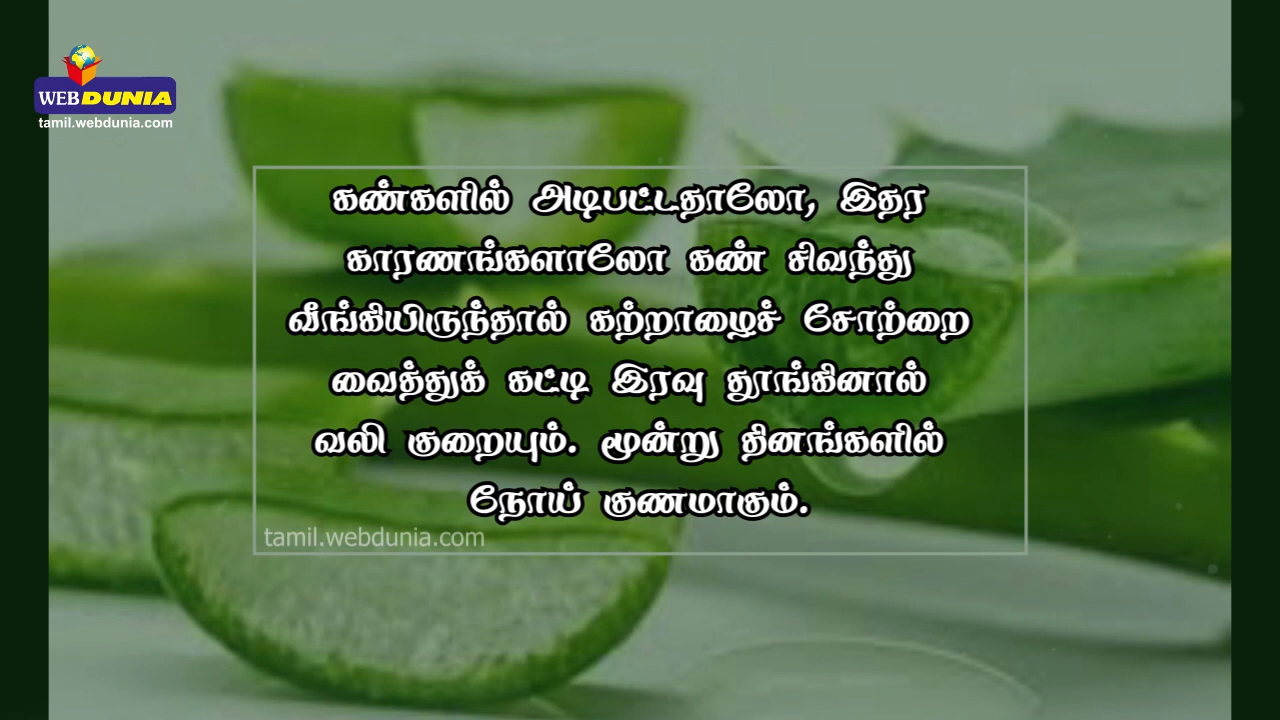 WEBDUNIA
tamil.webdunia.com
கண்களில் அடிபட்டதாலோ, இதர
காரணங்களாலோ கண் சிவந்து
வீங்கியிருந்தால் கற்றாழைச் சோற்றை
வைத்துக் கட்டி இரவு தூங்கினால்
வலி குறையும். மூன்று தினங்களில்
நோய் குணமாகும்.
tamil.webdunia.com